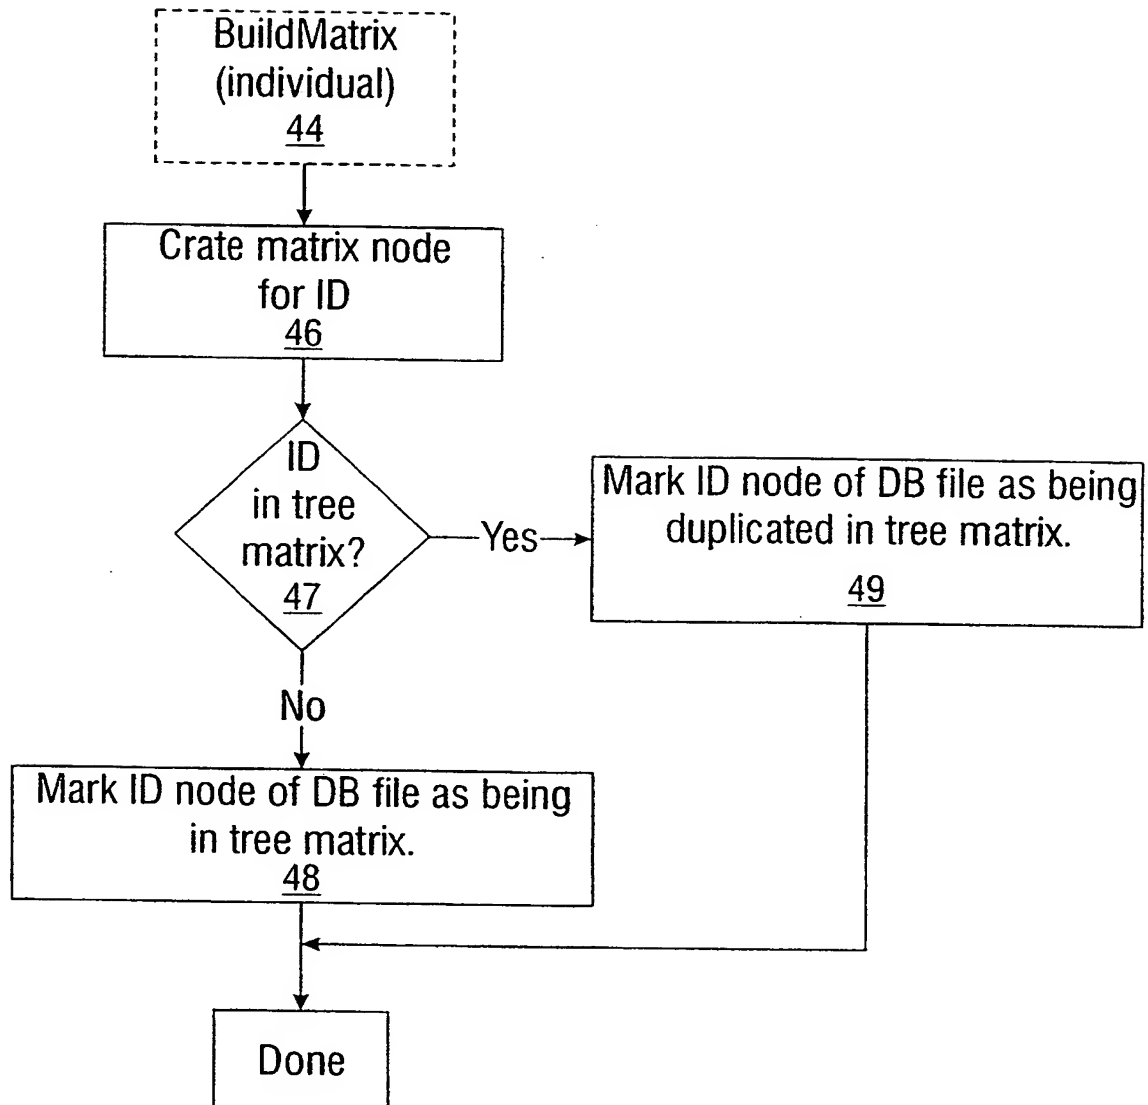 BuildMatrix
(individual)
44
Crate matrix node
for ID
46
ID
in tree
matrix?
47
Yes
Mark ID node of DB file as being
duplicated in tree matrix.
49
No
Mark ID node of DB file as being
in tree matrix.
48
Done